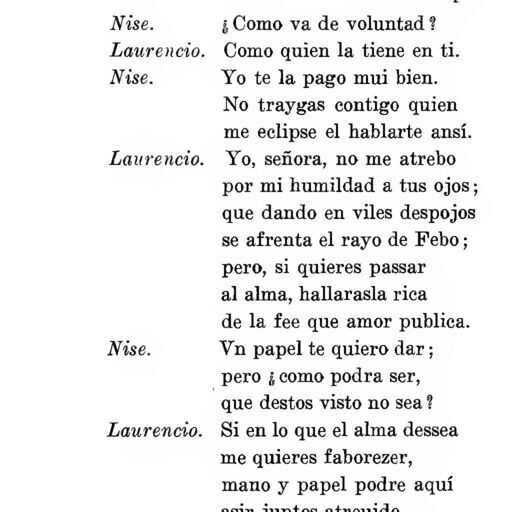 Nise. ¿Como va de voluntad?
Laurencio. Como quien la tiene en ti.
Nise. Yo te la pago mui bien.
No traygas contigo quien
me eclipse el hablarte ansí.
Laurencio. Yo, señora, no me atrebo
por mi humildad a tus ojos;
que dando en viles despojos
se afrenta el rayo de Febo;
pero, si quieres passar
al alma, hallarasla rica
de la fee que amor publica.
Nise. Vn papel te quiero dar;
pero ¿como podra ser,
que destos visto no sea?
Laurencio. Si en lo que el alma dessea
me quieres faborezer,
mano y papel podre aquí
asir juntos atreuido